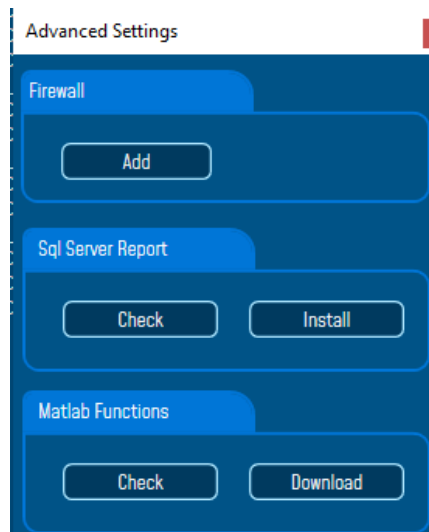 Advanced Settings
Firewall
Add
Sql Server Report
Check Install
Matlab Functions
Check Download